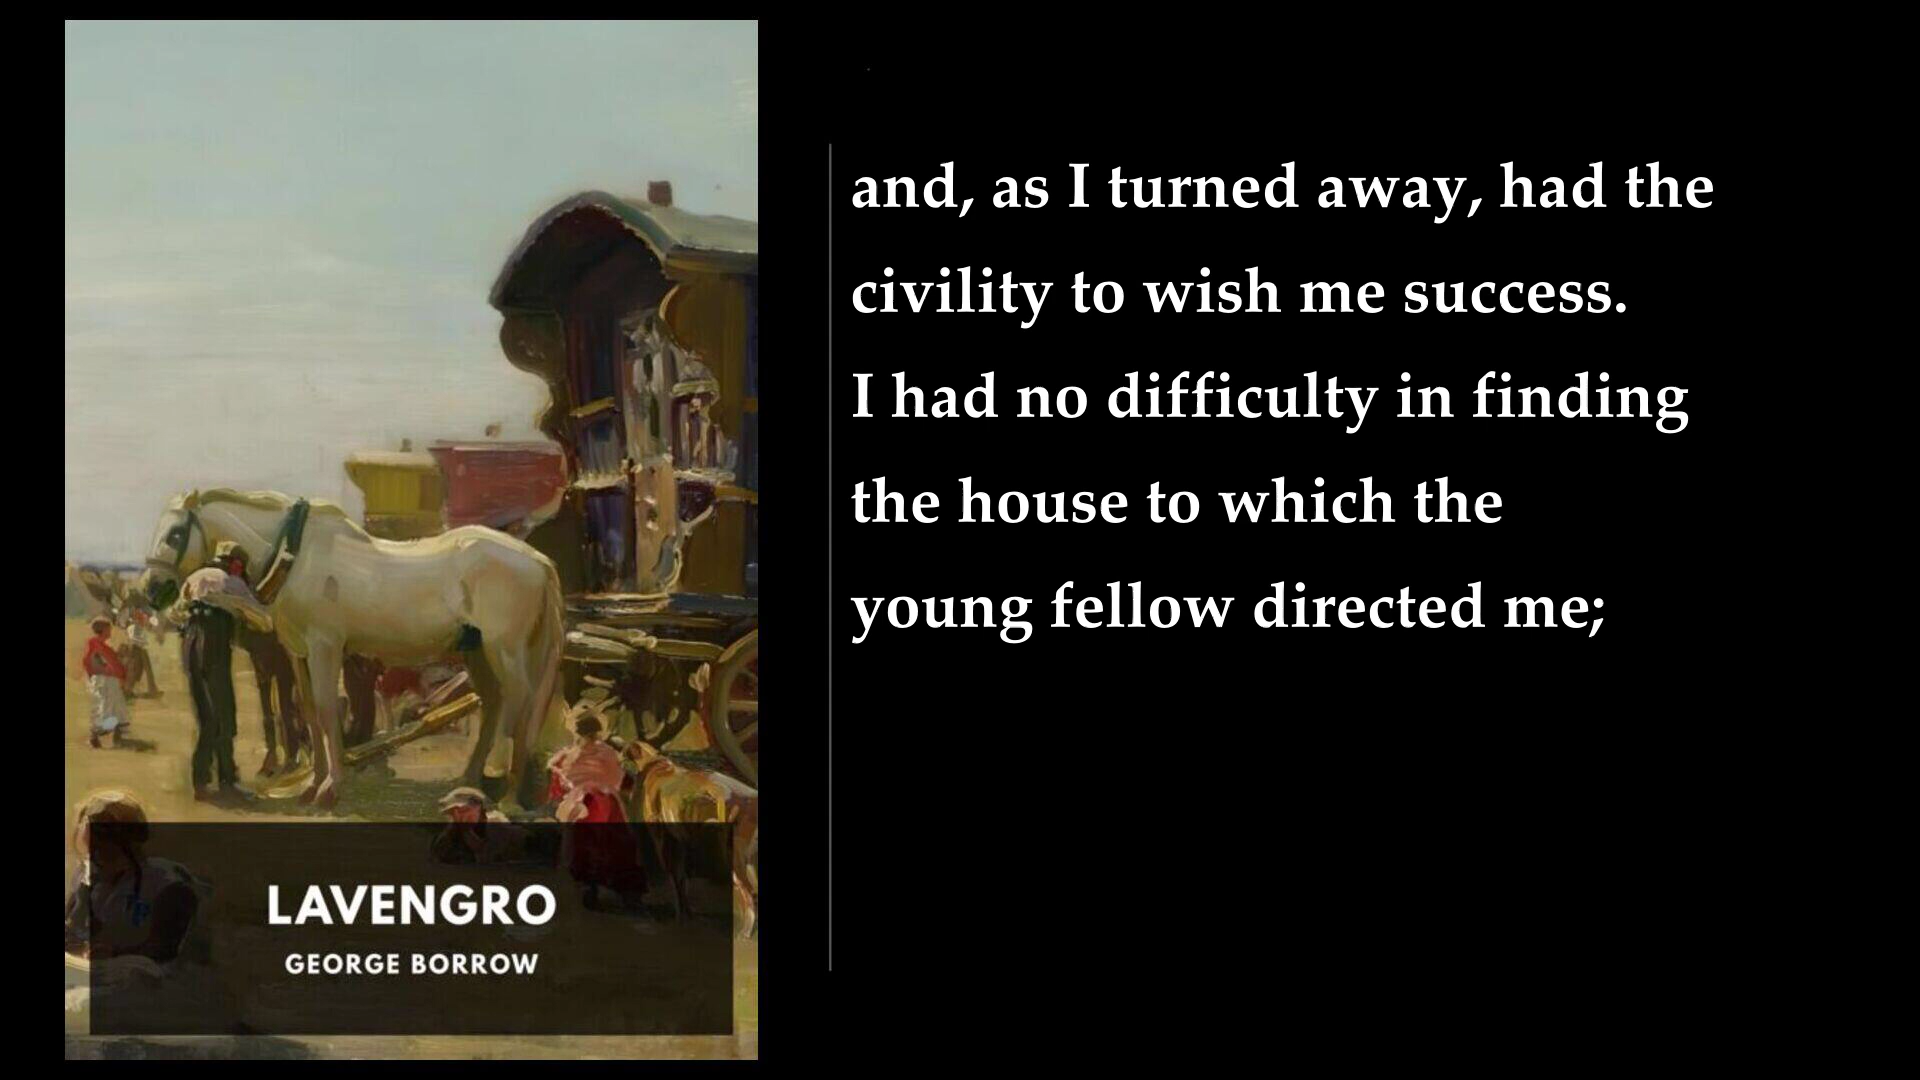 LAVENGRO
GEORGE BORROW
and, as I turned away, had the
civility to wish me success.
I had no difficulty in finding
the house to which the
young fellow directed me;